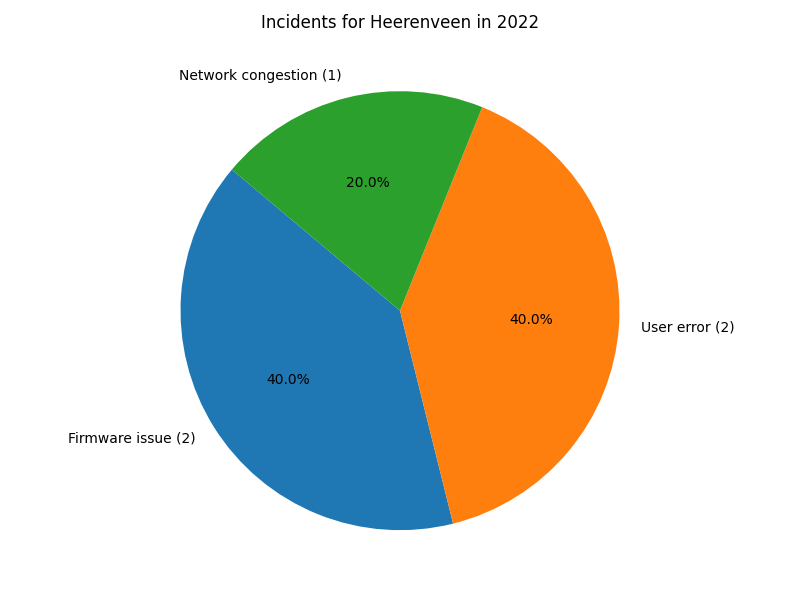 Incidents for Heerenveen in 2022
Network congestion (1)
20.0%
40.0%
User error (2)
40.0%
Firmware issue (2)